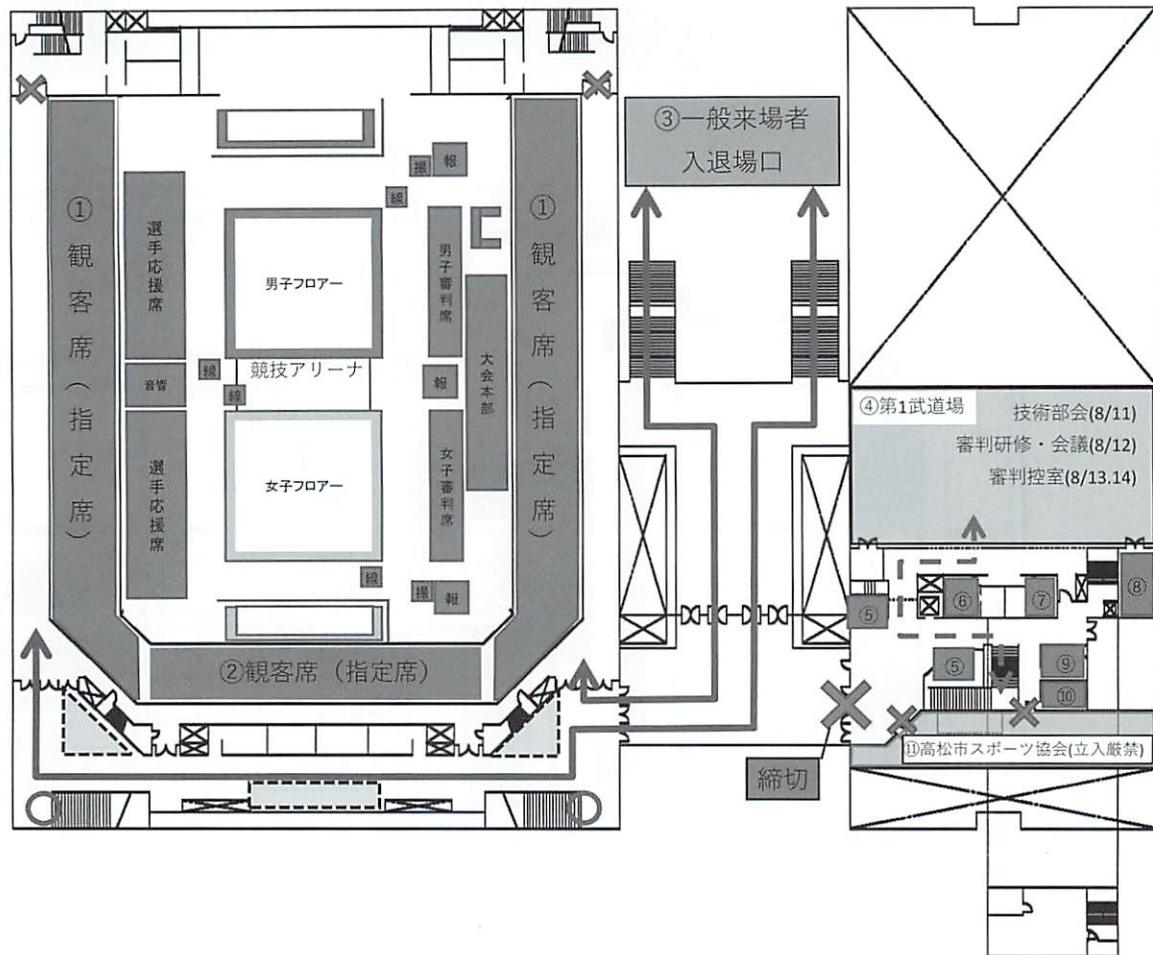 ③一般来場者
入退場口
①観客席(指定席)
選手応援席
音響
選手応援席
撮
報
線
男子フロアー
男子審判席
大会本部
線
競技アリーナ
線
報
女子フロアー
女子審判席
線
撮
報
①観客席(指定席)
②観客席(指定席)
④第1武道場
技術部会(8/11)
審判研修・会議(8/12)
審判控室(8/13.14)
⑤
⑥
⑦
⑧
⑤
⑨
⑩
⑪高松市スポーツ協会(立入厳禁)
締切